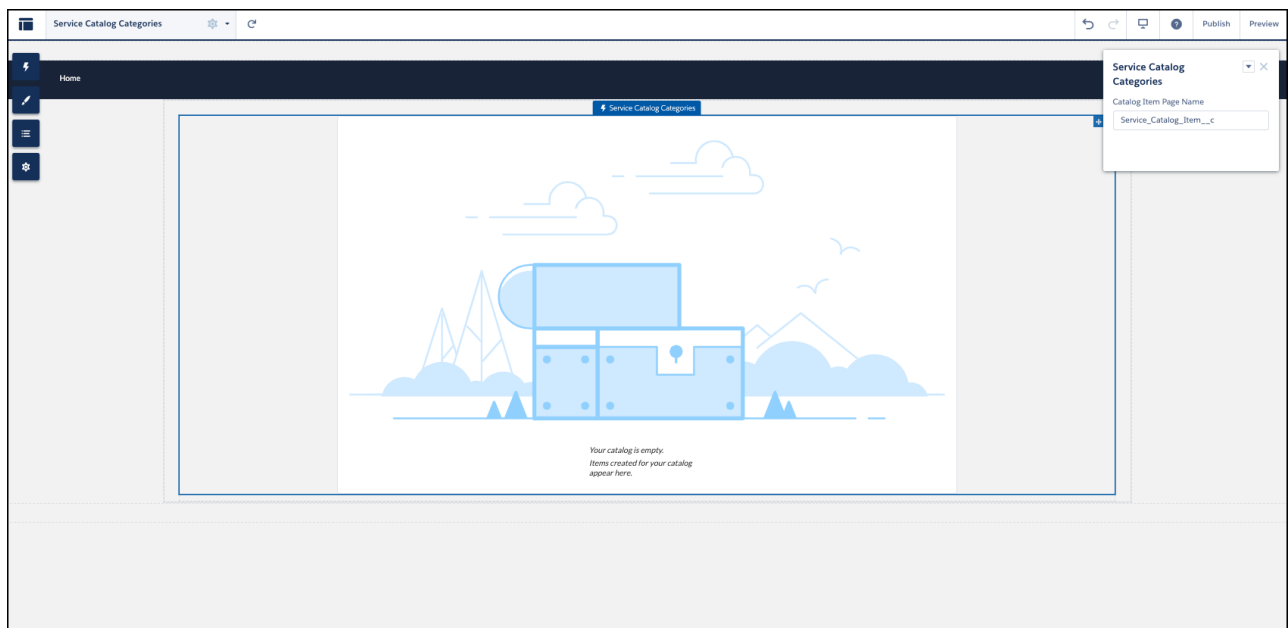 Service Catalog Categories
Publish
Preview
Home
Service Catalog Categories
Service Catalog
Categories
Catalog Item Page Name
Service_Catalog_Item__c
Your catalog is empty.
Items created for your catalog
appear here.